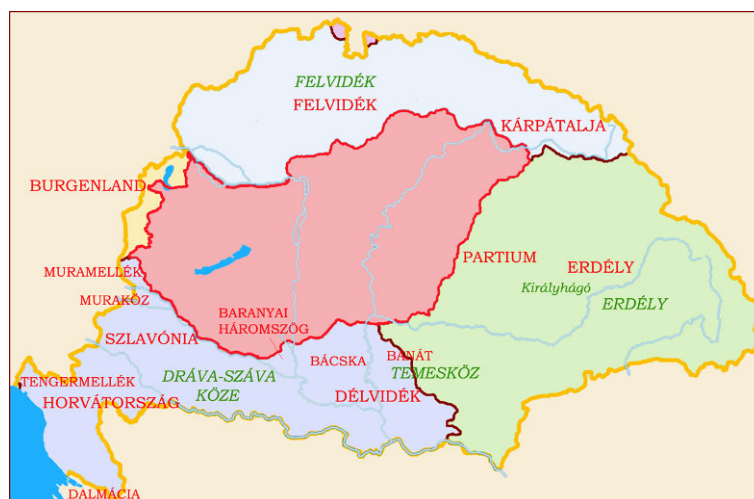 FELVIDÉK
FELVIDÉK
KÁRPÁTALJA
BURGENLAND
PARTIUM
ERDÉLY
MURAMELLÉK
Királyhágó
MURAKÖZ
ERDÉLY
BARANYAI
HÁROMSZÖG
SZLAVÓNIA
BÁCSKA
BANÁT
DRÁVA-SZÁVA
KÖZE
TEMESKÖZ
TENGERMELLÉK
DÉLVIDÉK
HORVÁTORSZÁG
DALMÁCIA